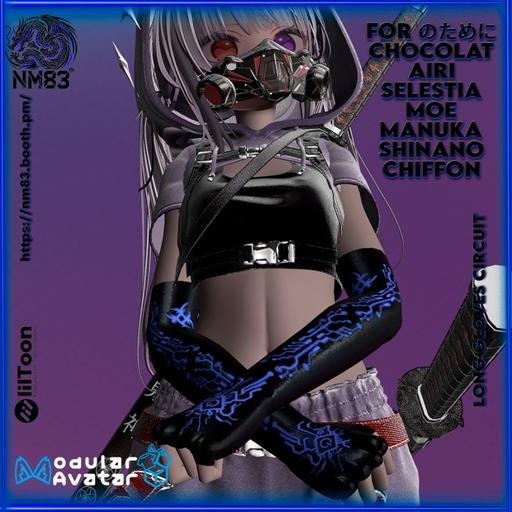 NM83
https://nm83.booth.pm/
FOR のために
CHOCOLAT
AIRI
SELESTIA
MOE
MANUKA
SHINANO
CHIFFON
LONG GLOVES CIRCUIT
lilToon
Modular
Avatar